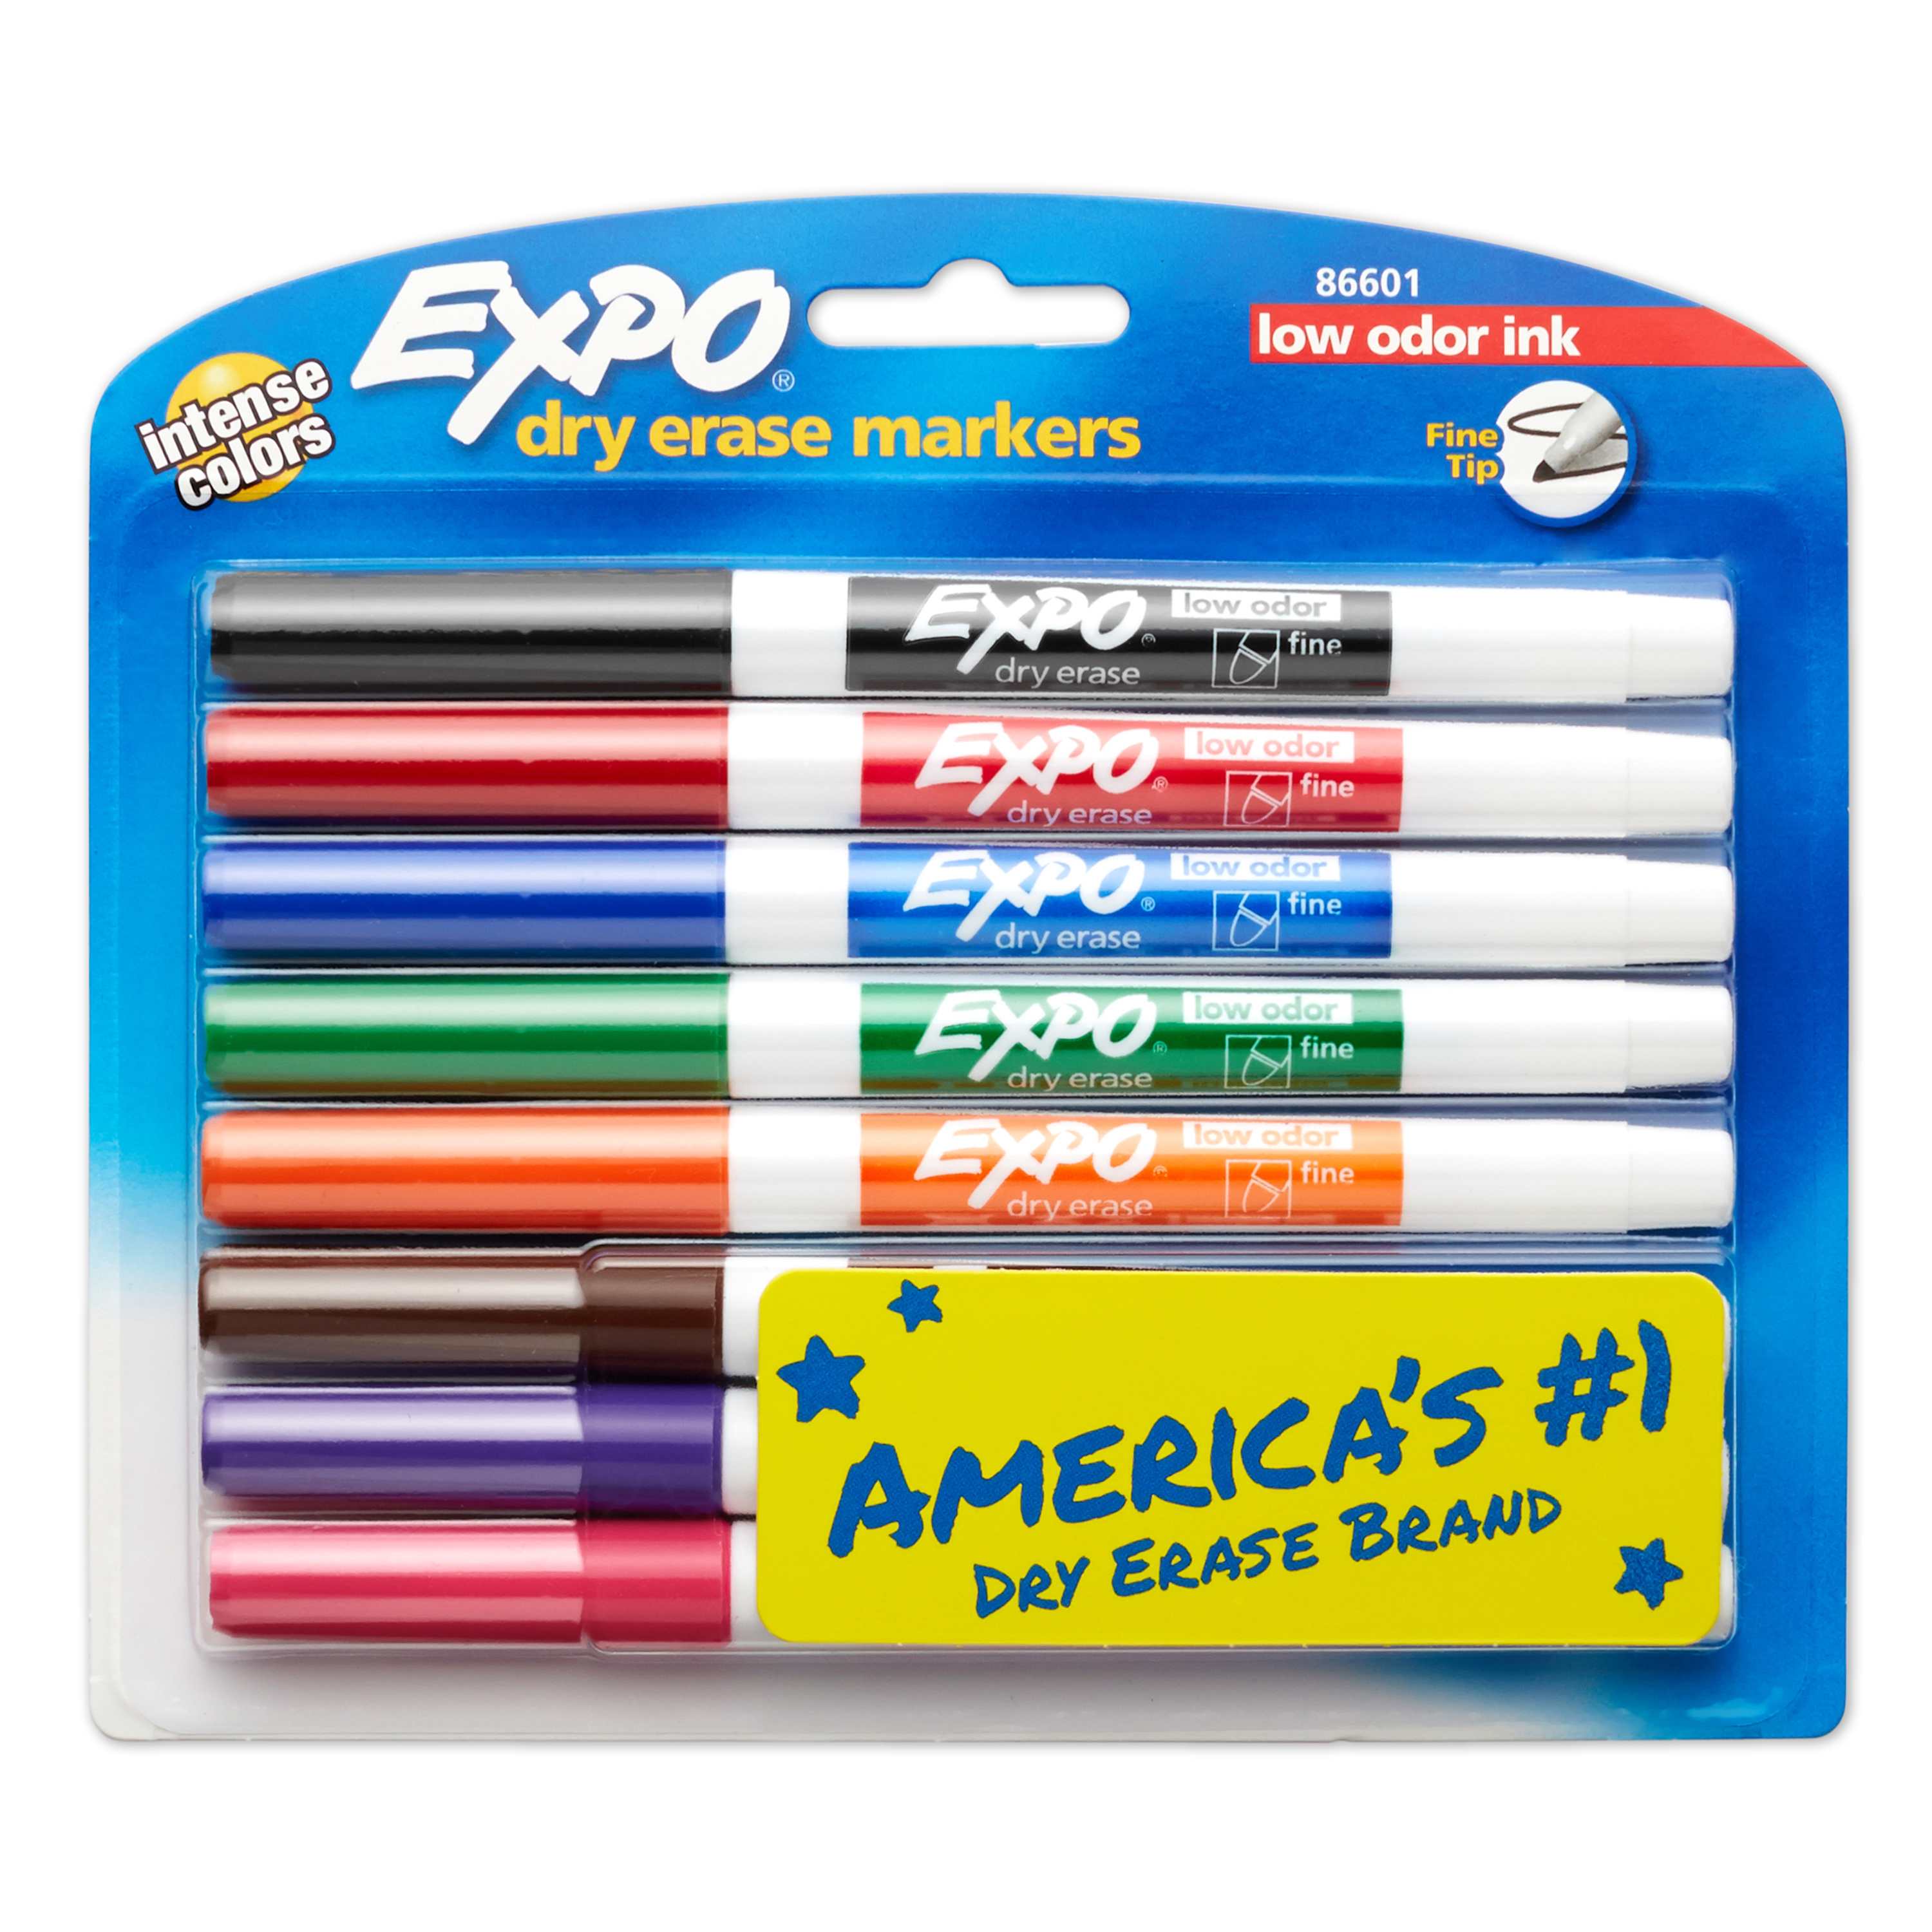 EXPO®
dry erase markers
intense
colors
86601
low odor ink
Fine
Tip
EXPO® low odor
fine
dry erase
EXPO® low odor
fine
dry erase
EXPO® low odor
fine
dry erase
EXPO® low odor
fine
dry erase
EXPO® low odor
fine
dry erase
AMERICA'S #1
DRY ERASE BRAND